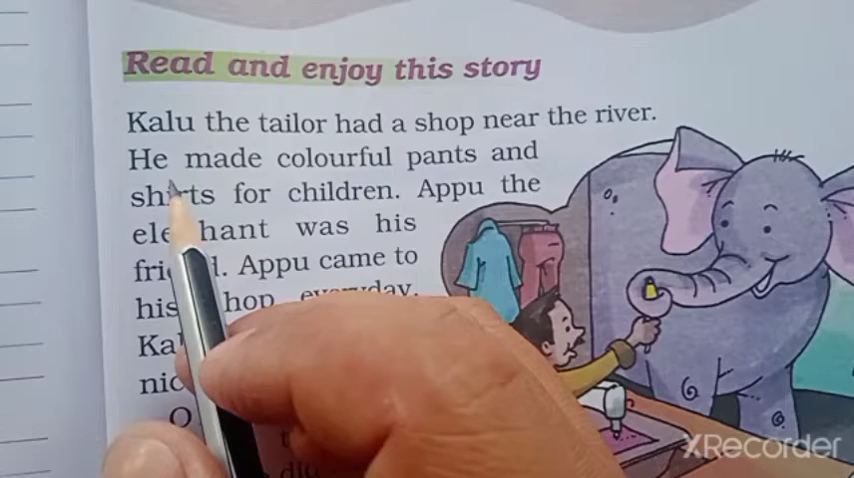 Read and enjoy this story
Kalu the tailor had a shop near the river.
He made colourful pants and
shirts for children. Appu the
elephant was his
friend. Appu came to
his shop everyday.
XRecorder